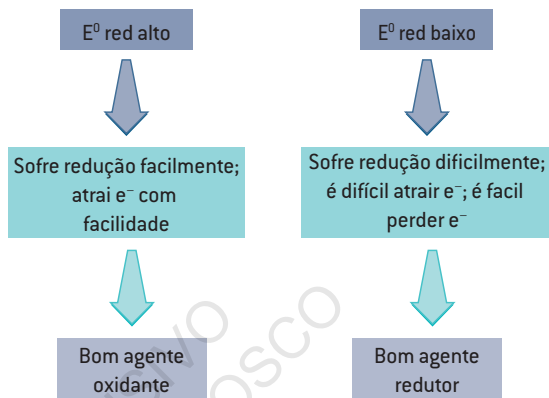 E⁰ red alto
E⁰ red baixo
Sofre redução facilmente;
atrai e⁻ com
facilidade
Sofre redução dificilmente;
é difícil atrair e⁻; é facil
perder e⁻
Bom agente
oxidante
Bom agente
redutor
OSCO